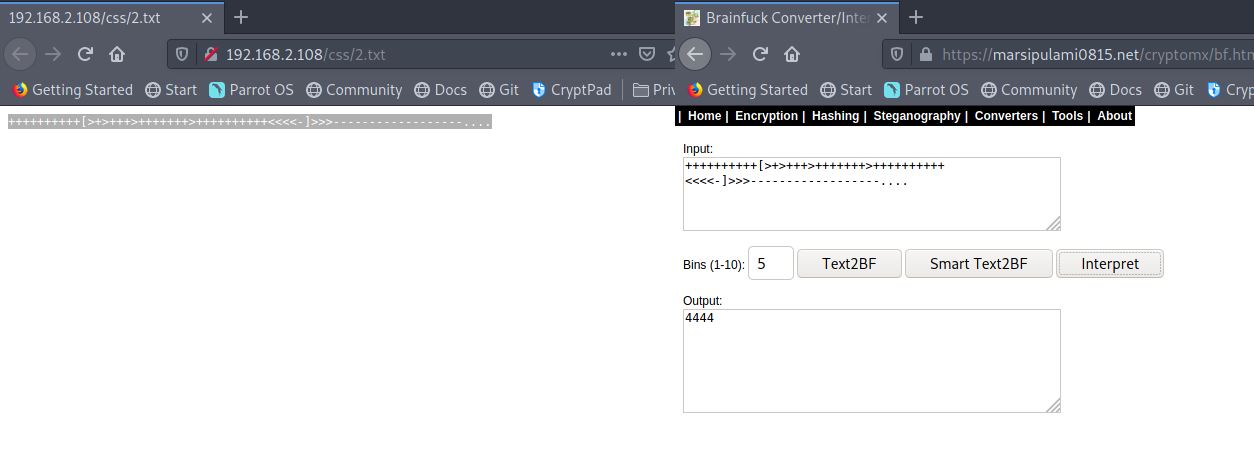 192.168.2.108/css/2.txt
Brainfuck Converter/Inter
192.168.2.108/css/2.txt
https://marsipulami0815.net/cryptomx/bf.htm
Getting Started Start Parrot OS Community Docs Git CryptPad Priv
Getting Started Start Parrot OS Community Docs Git Cryp
++++++++++[>+>+++>+++++++>++++++++++<<<<-]>>>------------------....
| Home | Encryption | Hashing | Steganography | Converters | Tools | About
Input:
++++++++++[>+>+++>+++++++>++++++++++
<<<<-]>>>------------------....
Bins (1-10): 5 Text2BF Smart Text2BF Interpret
Output:
4444